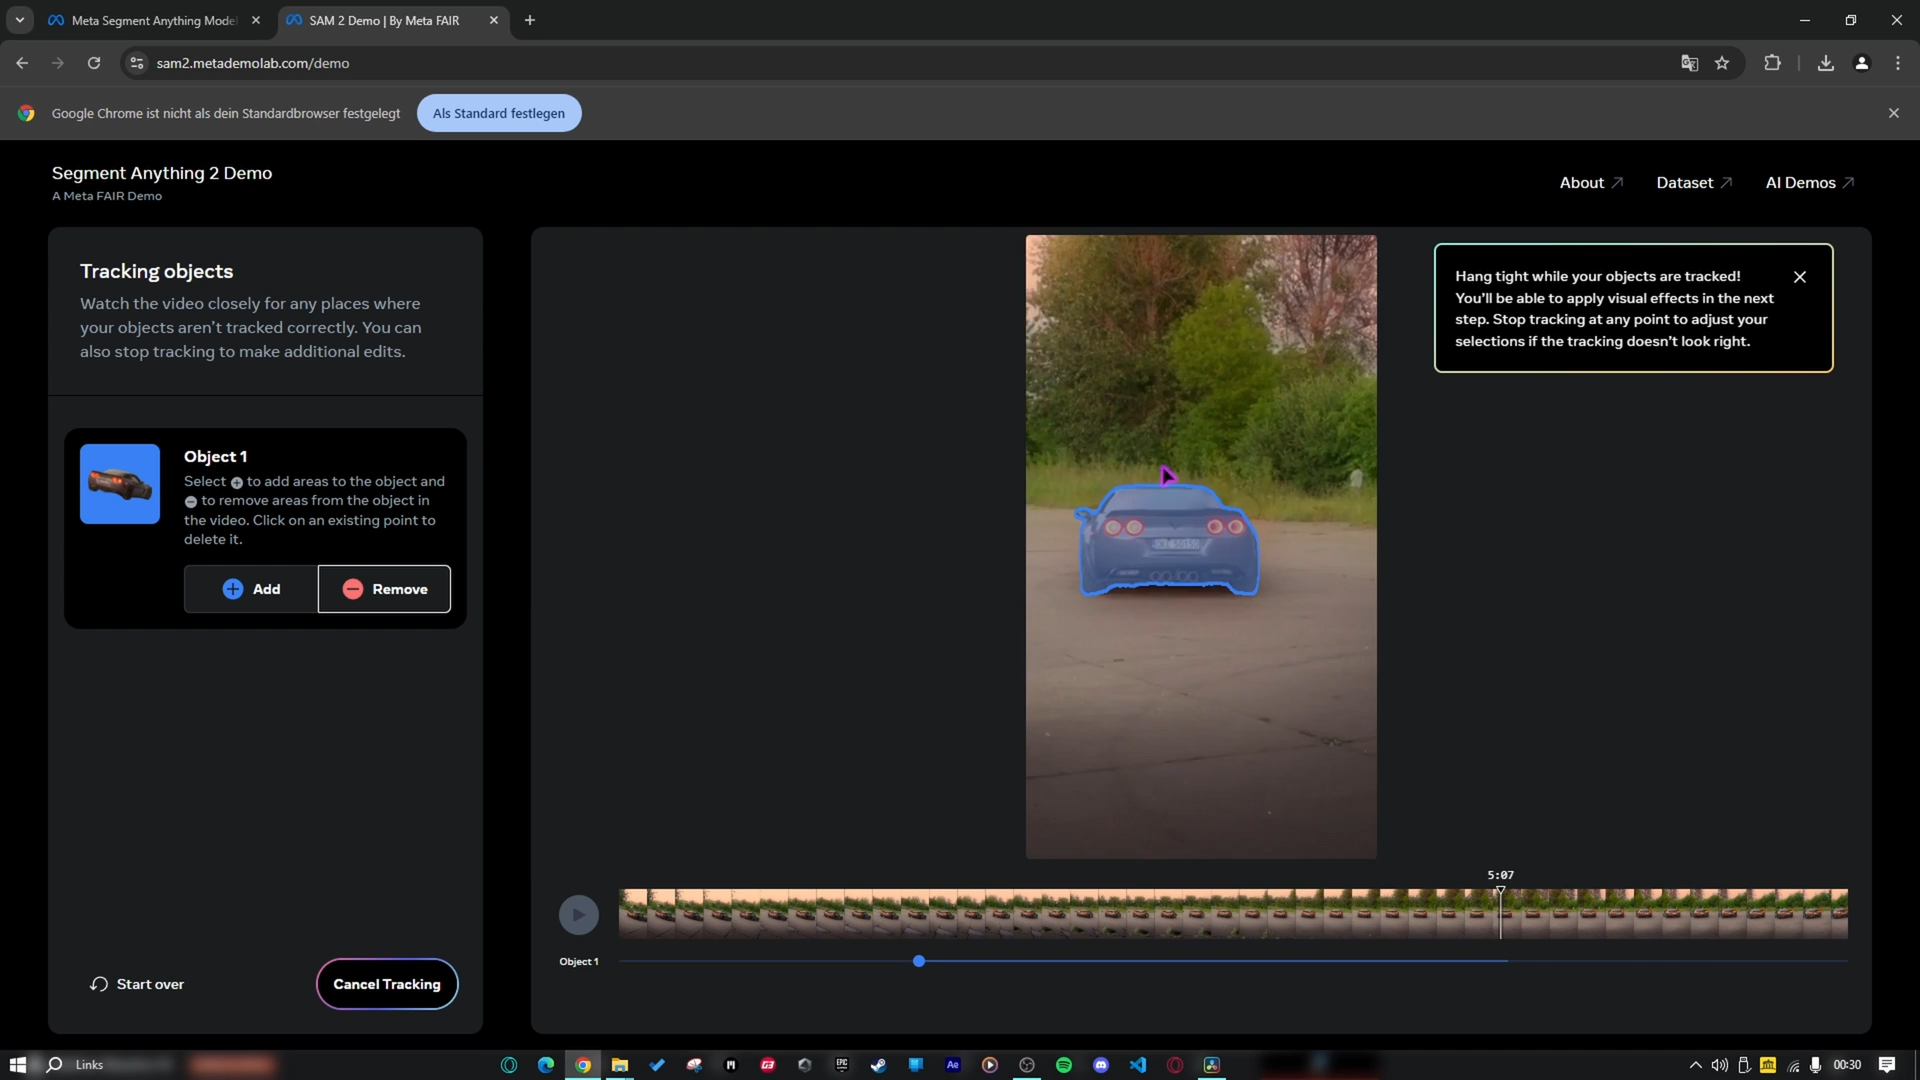 Meta Segment Anything Model
SAM 2 Demo | By Meta FAIR
sam2.metademolab.com/demo
Google Chrome ist nicht als dein Standardbrowser festgelegt
Als Standard festlegen
Segment Anything 2 Demo
A Meta FAIR Demo
About
Dataset
AI Demos
Tracking objects
Watch the video closely for any places where
your objects aren't tracked correctly. You can
also stop tracking to make additional edits.
Hang tight while your objects are tracked!
You'll be able to apply visual effects in the next
step. Stop tracking at any point to adjust your
selections if the tracking doesn't look right.
Object 1
Select + to add areas to the object and
- to remove areas from the object in
the video. Click on an existing point to
delete it.
Add
Remove
5:07
Object 1
Start over
Cancel Tracking
Links
EPIC
Ae
00:30